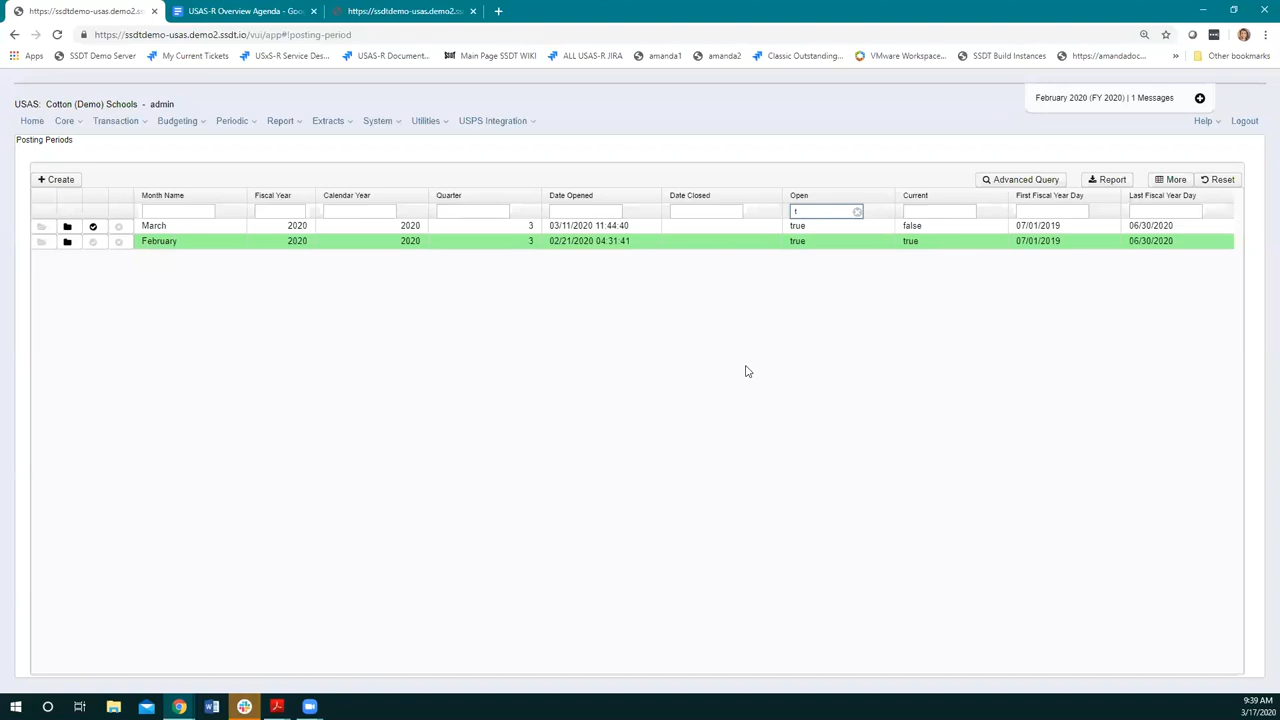 https://ssdtdemo-usas.demo2.ss
USAS-R Overview Agenda - Goo
https://ssdtdemo-usas.demo2.ss
https://ssdtdemo-usas.demo2.ssdt.io/vui/app#!posting-period
Apps SSDT Demo Server My Current Tickets USxS-R Service Des... USAS-R Document... Main Page SSDT WIKI ALL USAS-R JIRA amanda1 amanda2 Classic Outstanding... VMware Workspace... SSDT Build Instances https://amandadoc... » Other bookmarks
February 2020 (FY 2020) | 1 Messages
USAS: Cotton (Demo) Schools - admin
Home Core Transaction Budgeting Periodic Report Extracts System Utilities USPS Integration Help Logout
Posting Periods
+ Create Advanced Query Report More Reset
Month Name Fiscal Year Calendar Year Quarter Date Opened Date Closed Open Current First Fiscal Year Day Last Fiscal Year Day
t
March 2020 2020 3 03/11/2020 11:44:40 true false 07/01/2019 06/30/2020
February 2020 2020 3 02/21/2020 04:31:41 true true 07/01/2019 06/30/2020
9:39 AM
3/17/2020